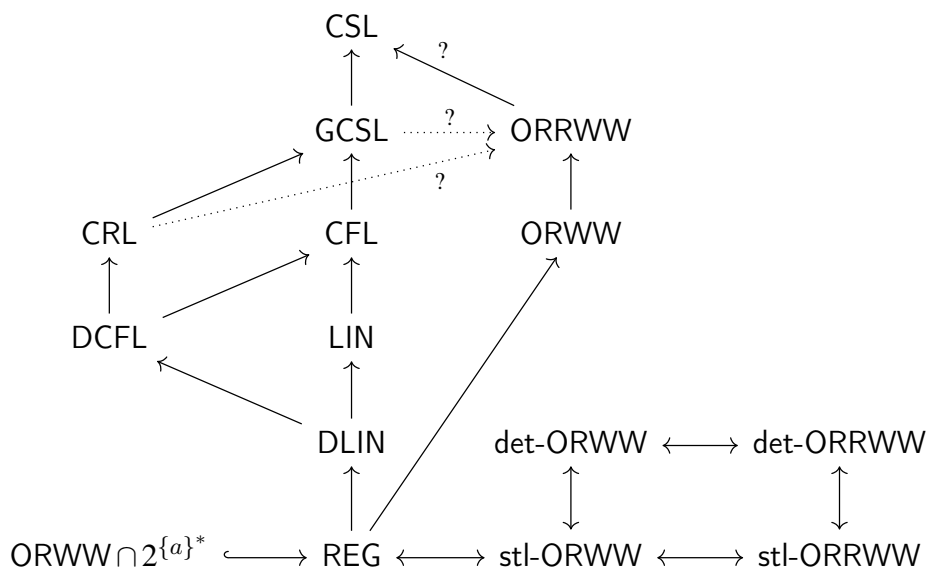 CSL
?
GCSL
?
ORRWW
?
CRL
CFL
ORWW
DCFL
LIN
DLIN
det-ORWW
det-ORRWW
ORWW ∩ 2^{{a}^*}
REG
stl-ORWW
stl-ORRWW